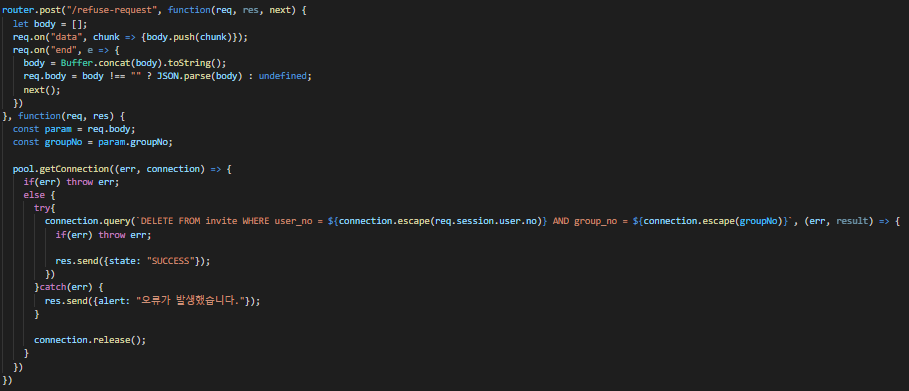 router.post("/refuse-request", function(req, res, next) {
  let body = [];
  req.on("data", chunk => {body.push(chunk)});
  req.on("end", e => {
    body = Buffer.concat(body).toString();
    req.body = body !== "" ? JSON.parse(body) : undefined;
    next();
  })
}, function(req, res) {
  const param = req.body;
  const groupNo = param.groupNo;

  pool.getConnection((err, connection) => {
    if(err) throw err;
    else {
      try{
        connection.query(`DELETE FROM invite WHERE user_no = ${connection.escape(req.session.user.no)} AND group_no = ${connection.escape(groupNo)}`, (err, result) => {
          if(err) throw err;

          res.send({state: "SUCCESS"});
        })
      }catch(err) {
        res.send({alert: "오류가 발생했습니다."});
      }

      connection.release();
    }
  })
})